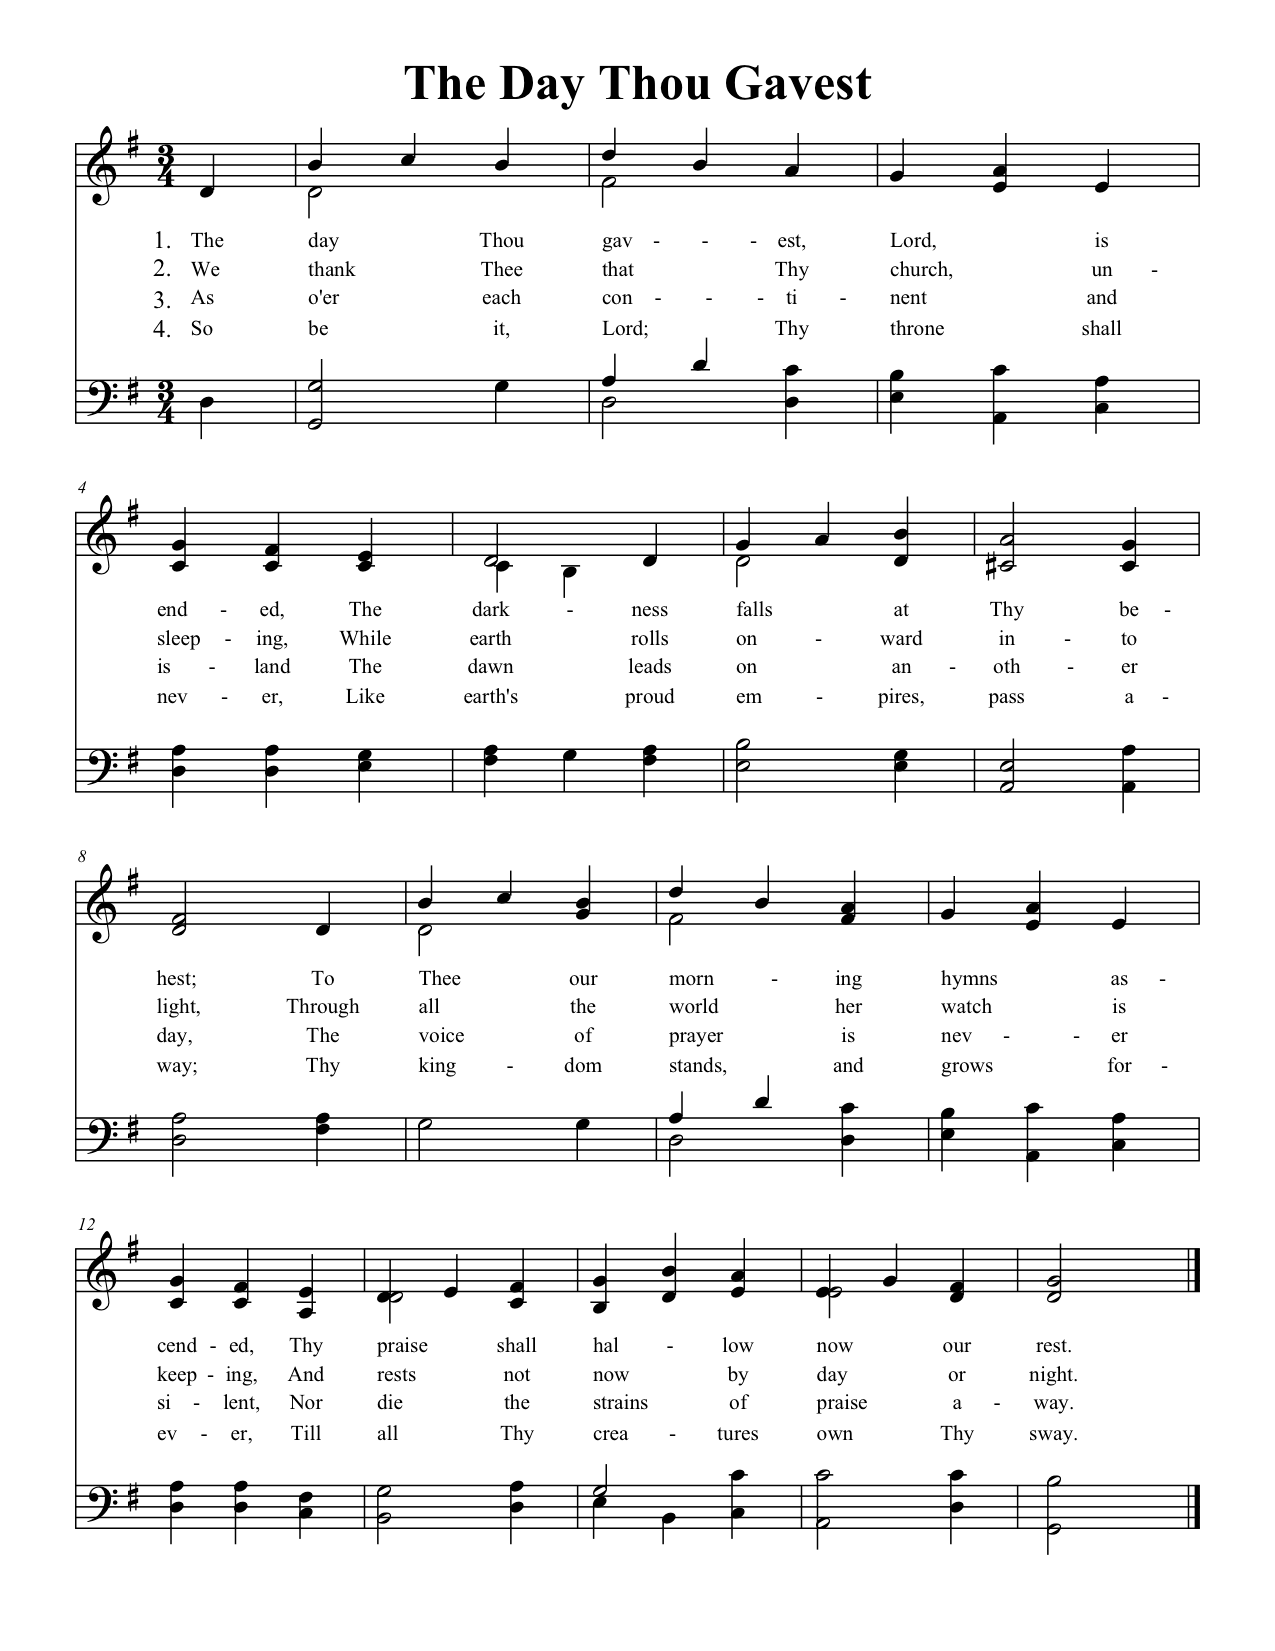 The Day Thou Gavest
3
4
1. The day Thou gav - - - est, Lord, is
2. We thank Thee that Thy church, un -
3. As o'er each con - - - ti - nent and
4. So be it, Lord; Thy throne shall
3
4
4
end - ed, The dark - ness falls at Thy be -
sleep - ing, While earth rolls on - ward in - to
is - land The dawn leads on an - oth - er
nev - er, Like earth's proud em - pires, pass a -
8
hest; To Thee our morn - ing hymns as -
light, Through all the world her watch is
day, The voice of prayer is nev - - er
way; Thy king - dom stands, and grows for -
12
cend - ed, Thy praise shall hal - low now our rest.
keep - ing, And rests not now by day or night.
si - lent, Nor die the strains of praise a - way.
ev - er, Till all Thy crea - tures own Thy sway.